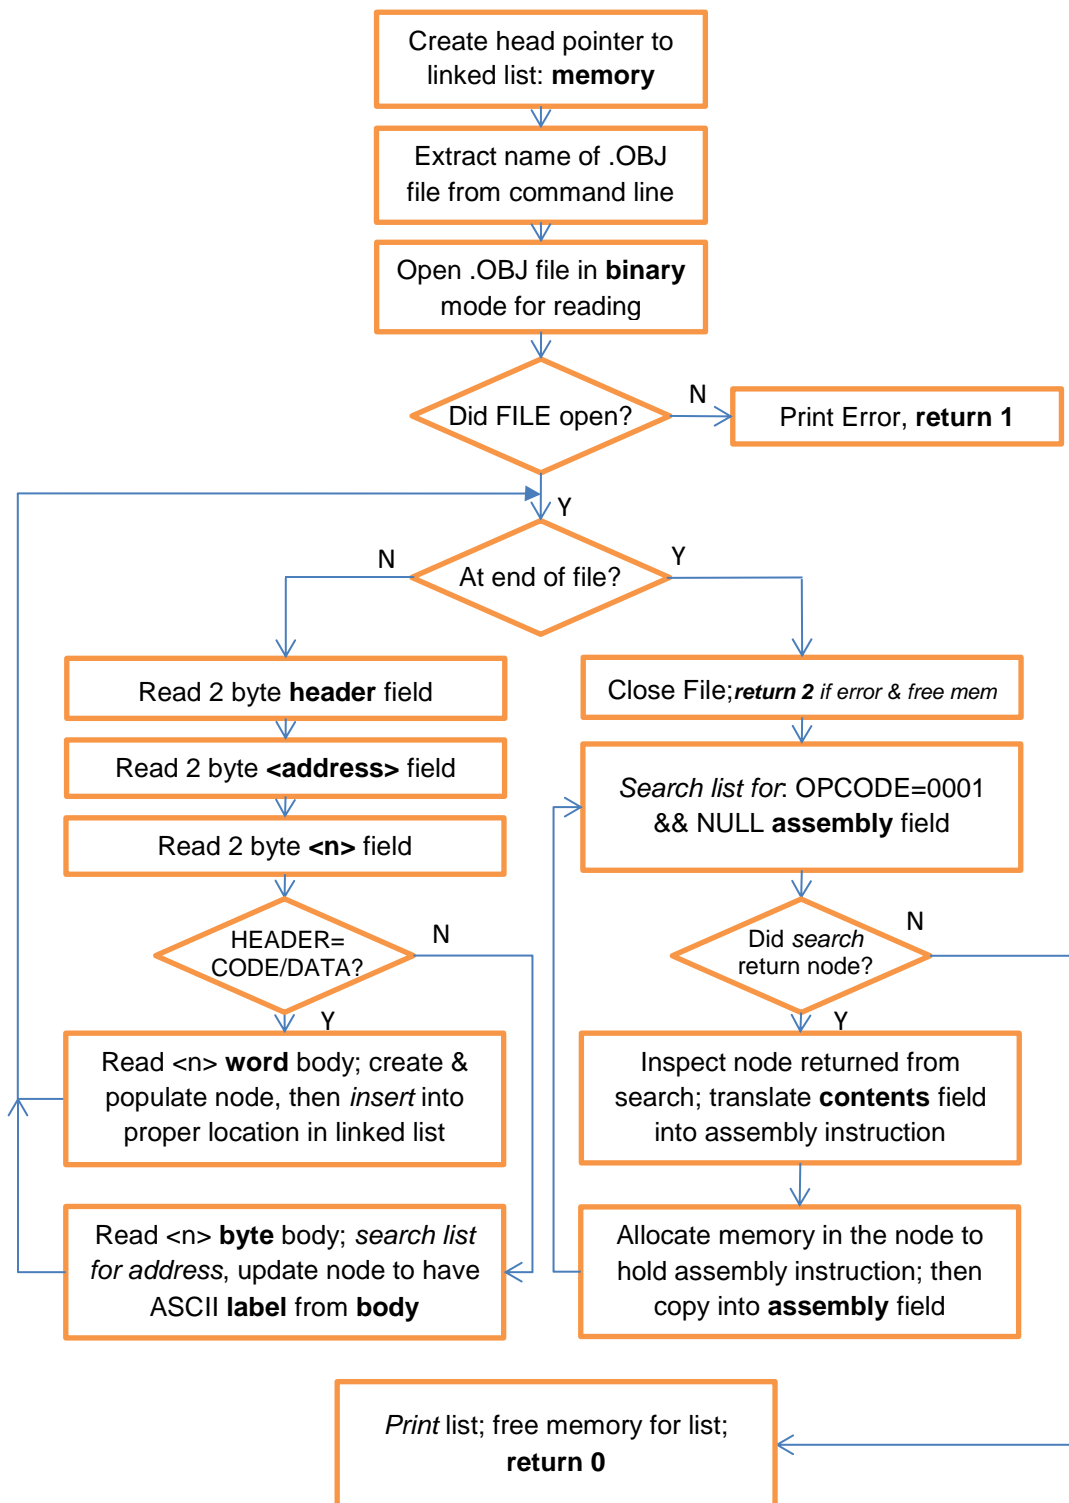 Create head pointer to
linked list: memory
Extract name of .OBJ
file from command line
Open .OBJ file in binary
mode for reading
Did FILE open?
N
Print Error, return 1
Y
At end of file?
N
Y
Read 2 byte header field
Read 2 byte <address> field
Read 2 byte <n> field
HEADER=
CODE/DATA?
N
Y
Read <n> word body; create &
populate node, then insert into
proper location in linked list
Read <n> byte body; search list
for address, update node to have
ASCII label from body
Close File;return 2 if error & free mem
Search list for: OPCODE=0001
&& NULL assembly field
Did search
return node?
N
Y
Inspect node returned from
search; translate contents field
into assembly instruction
Allocate memory in the node to
hold assembly instruction; then
copy into assembly field
Print list; free memory for list;
return 0